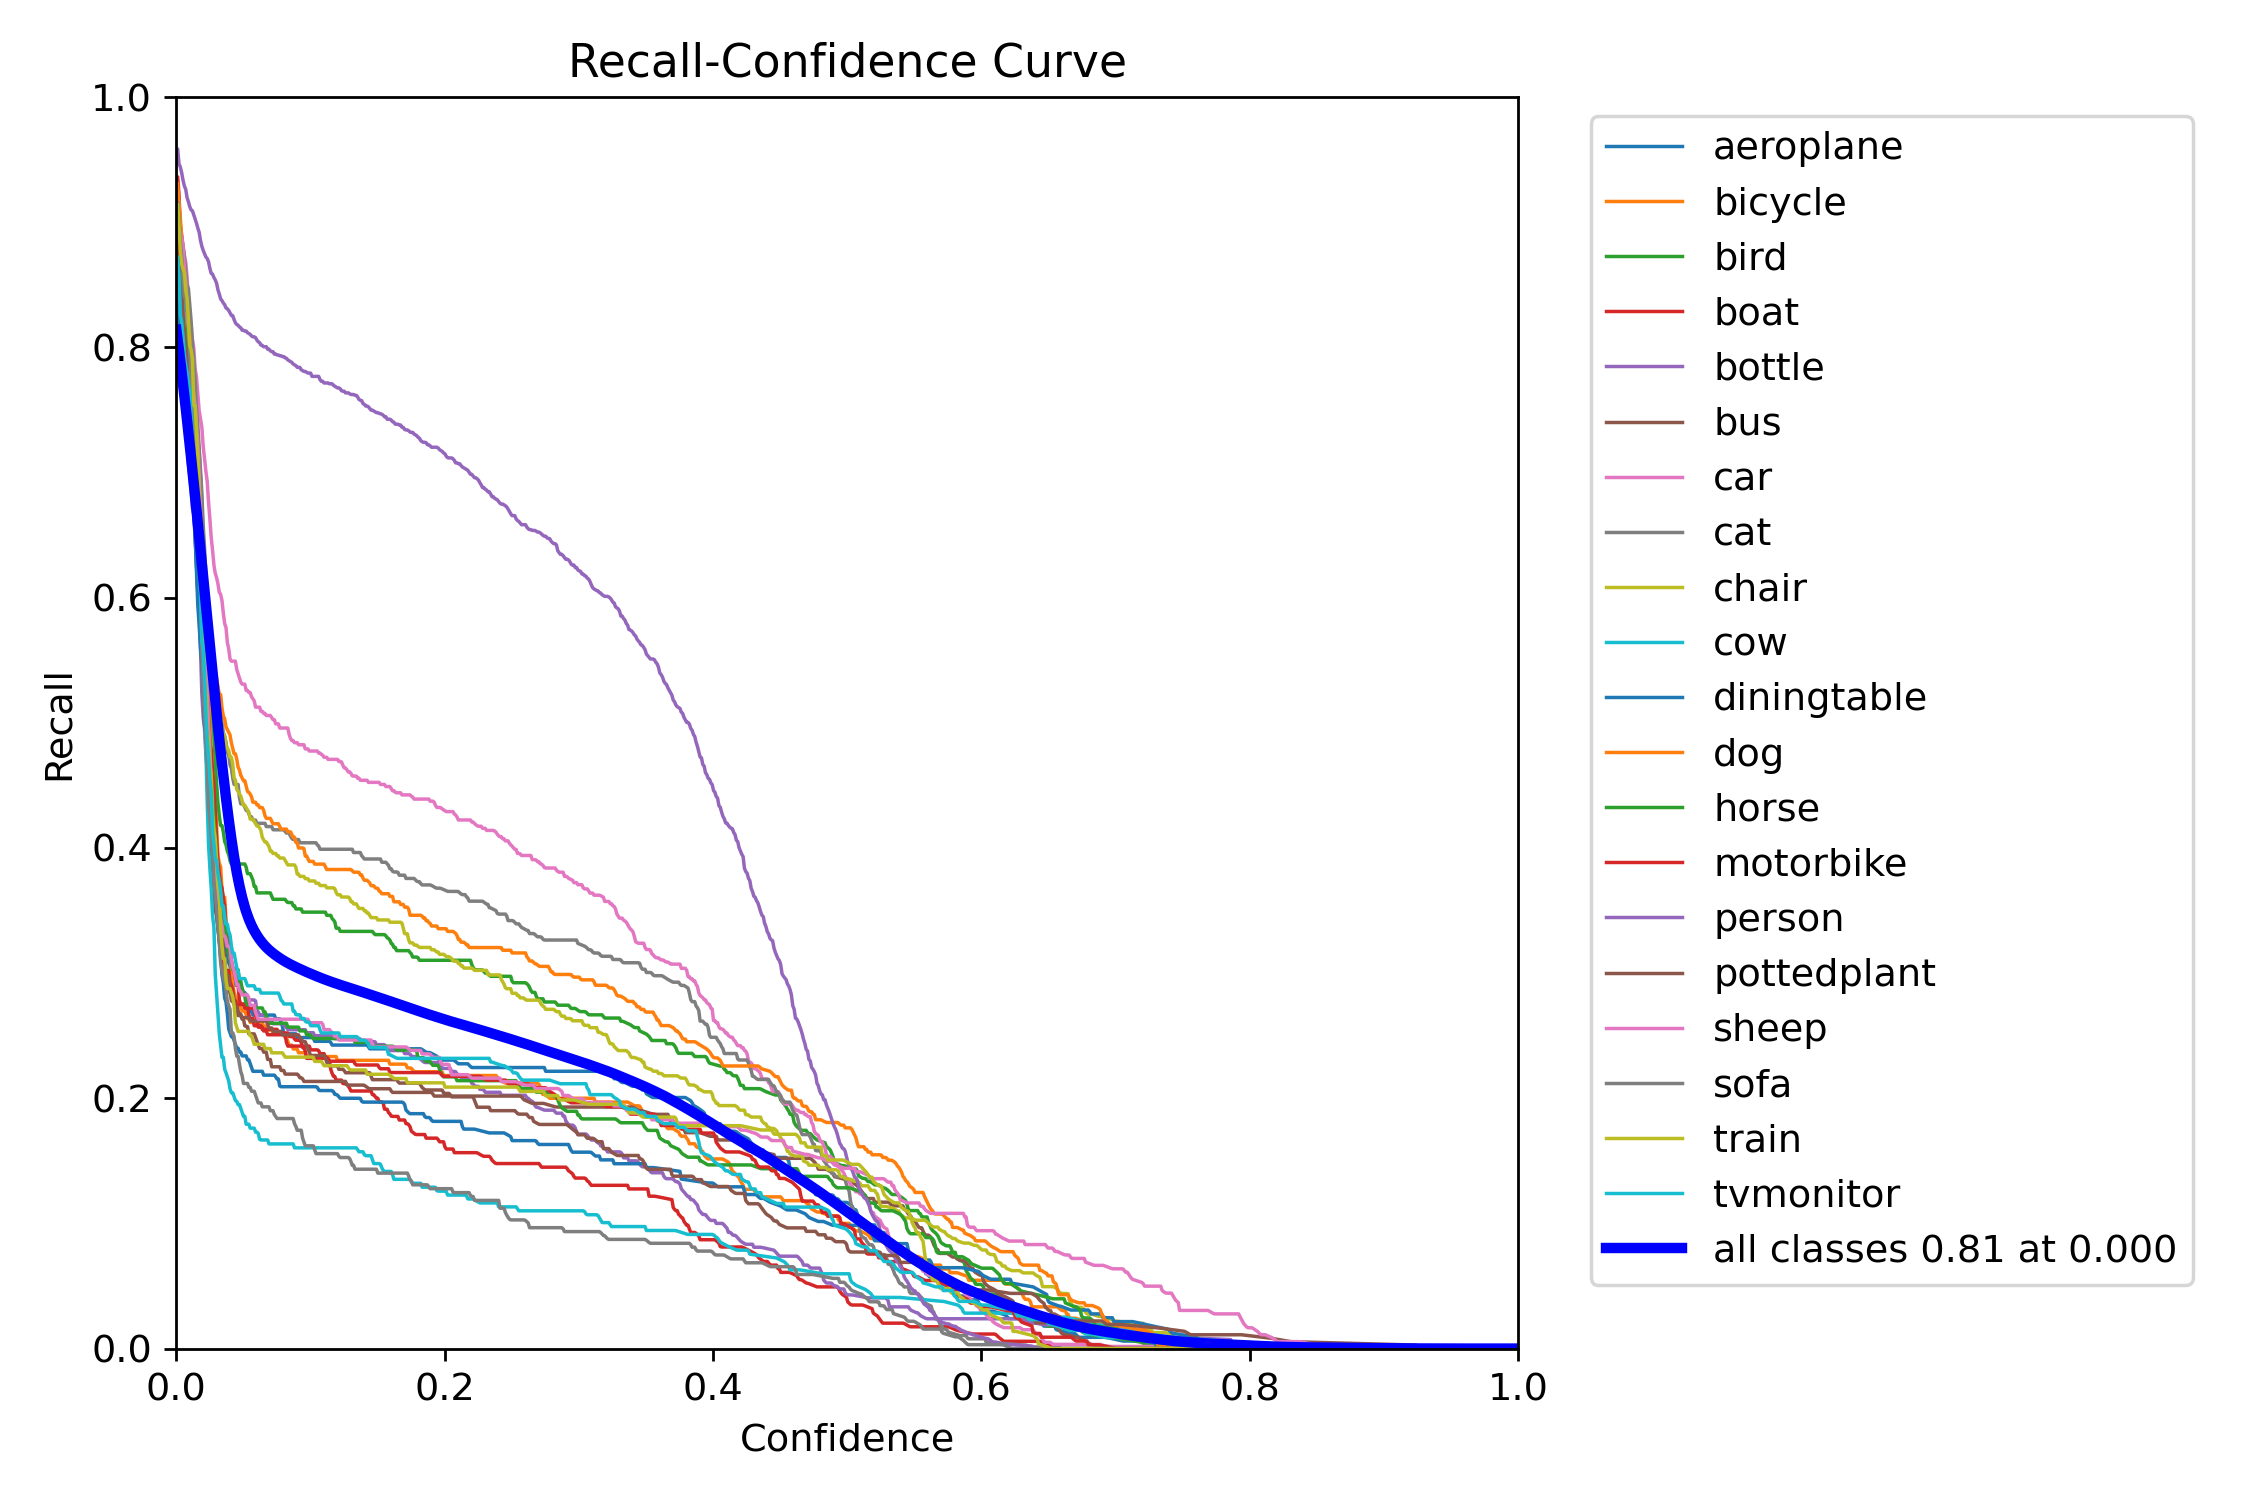 Recall-Confidence Curve
1.0
0.8
0.6
0.4
0.2
0.0
Recall
0.0 0.2 0.4 0.6 0.8 1.0
Confidence
aeroplane
bicycle
bird
boat
bottle
bus
car
cat
chair
cow
diningtable
dog
horse
motorbike
person
pottedplant
sheep
sofa
train
tvmonitor
all classes 0.81 at 0.000